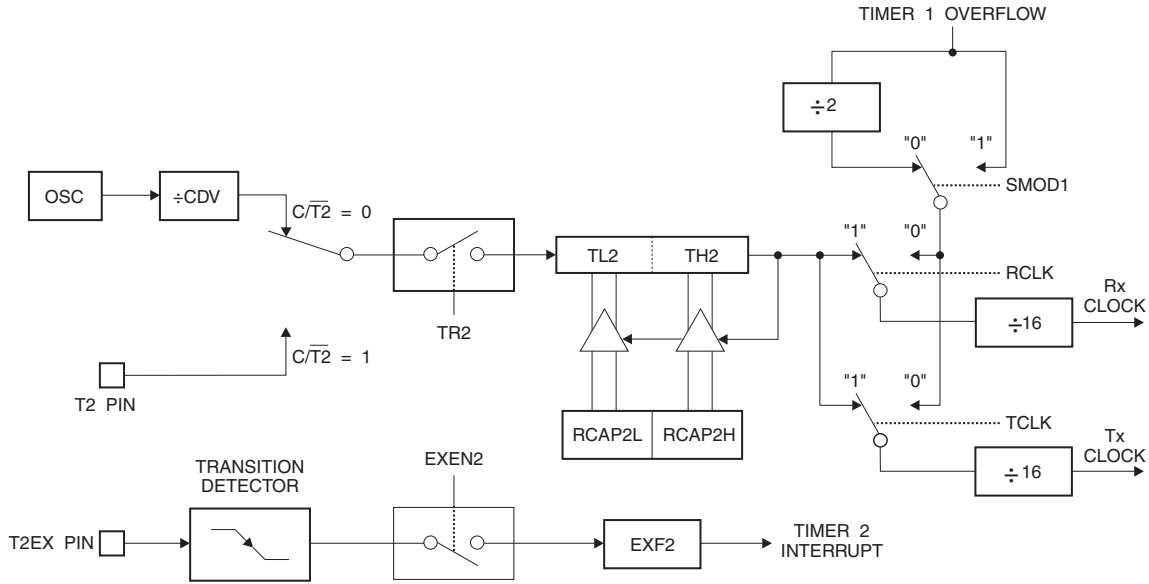 TIMER 1 OVERFLOW
÷2
"0" "1"
OSC
÷CDV
SMOD1
C/T̅2̅ = 0
"1" "0"
TL2 TH2
RCLK
Rx
CLOCK
÷16
TR2
C/T̅2̅ = 1
"1" "0"
T2 PIN
RCAP2L RCAP2H
TCLK
Tx
CLOCK
÷16
TRANSITION
DETECTOR
EXEN2
T2EX PIN
EXF2
TIMER 2
INTERRUPT